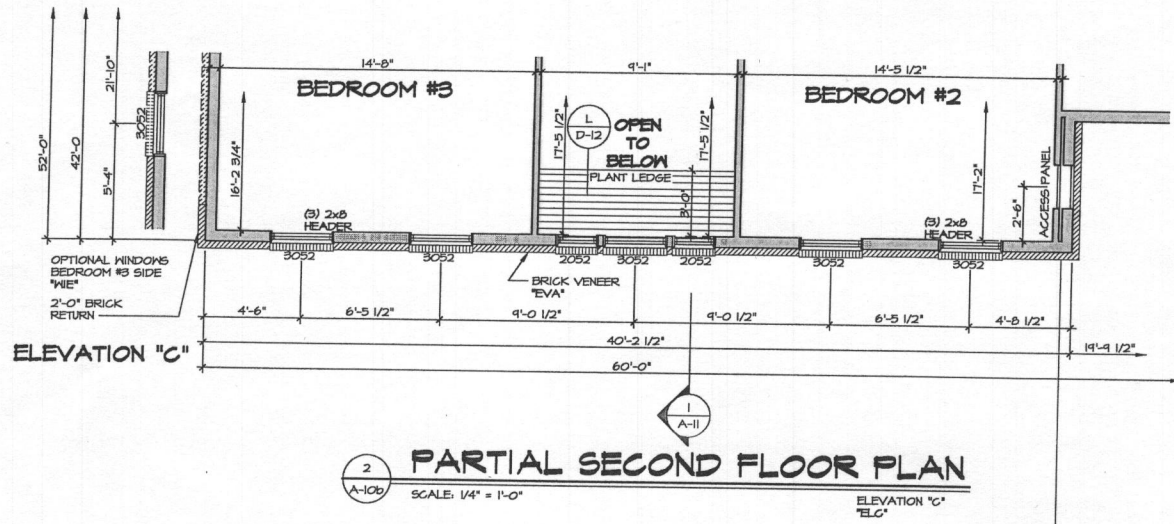 52'-0"
42'-0
21'-10"
5'-4"
3052
14'-8"
9'-1"
14'-5 1/2"
BEDROOM #3
BEDROOM #2
16'-2 3/4"
17'-5 1/2"
L
D-12
OPEN
TO
BELOW
PLANT LEDGE
3'-0"
17'-5 1/2"
17'-2"
2'-6"
ACCESS PANEL
(3) 2x8
HEADER
(3) 2x8
HEADER
3052
3052
2052
3052
2052
3052
3052
OPTIONAL WINDOWS
BEDROOM #3 SIDE
"WIE"
2'-0" BRICK
RETURN
BRICK VENEER
"EVA"
4'-6"
6'-5 1/2"
9'-0 1/2"
9'-0 1/2"
6'-5 1/2"
4'-8 1/2"
ELEVATION "C"
40'-2 1/2"
19'-9 1/2"
60'-0"
1
A-11
2
A-10b
PARTIAL SECOND FLOOR PLAN
SCALE: 1/4" = 1'-0"
ELEVATION "C"
"ELC"